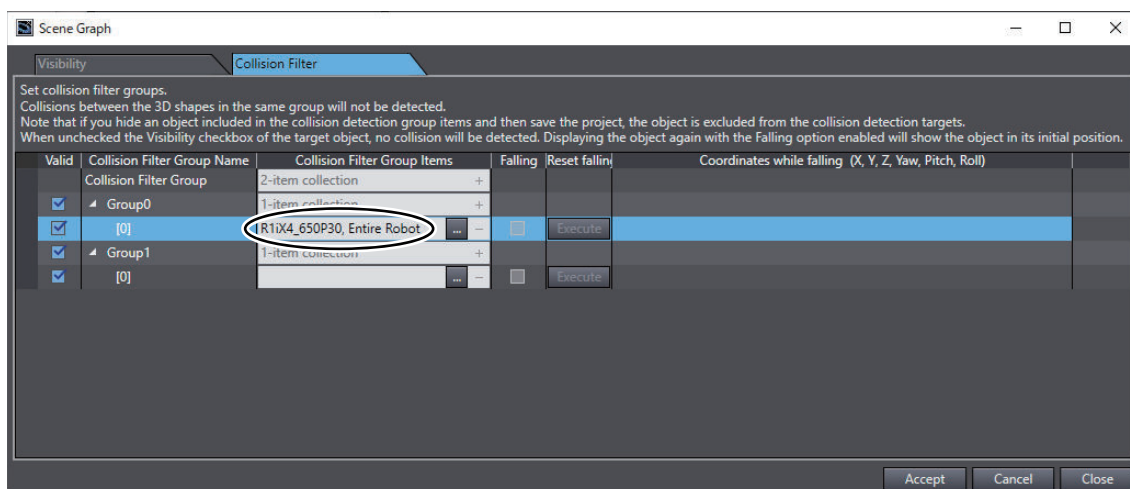 Scene Graph
Visibility
Collision Filter
Set collision filter groups.
Collisions between the 3D shapes in the same group will not be detected.
Note that if you hide an object included in the collision detection group items and then save the project, the object is excluded from the collision detection targets.
When unchecked the Visibility checkbox of the target object, no collision will be detected. Displaying the object again with the Falling option enabled will show the object in its initial position.
Valid Collision Filter Group Name Collision Filter Group Items Falling Reset fallin Coordinates while falling (X, Y, Z, Yaw, Pitch, Roll)
Collision Filter Group 2-item collection +
Group0 1-item collection +
[0] R1iX4_650P30, Entire Robot ... − Execute
Group1 1-item collection +
[0] ... − Execute
Accept Cancel Close